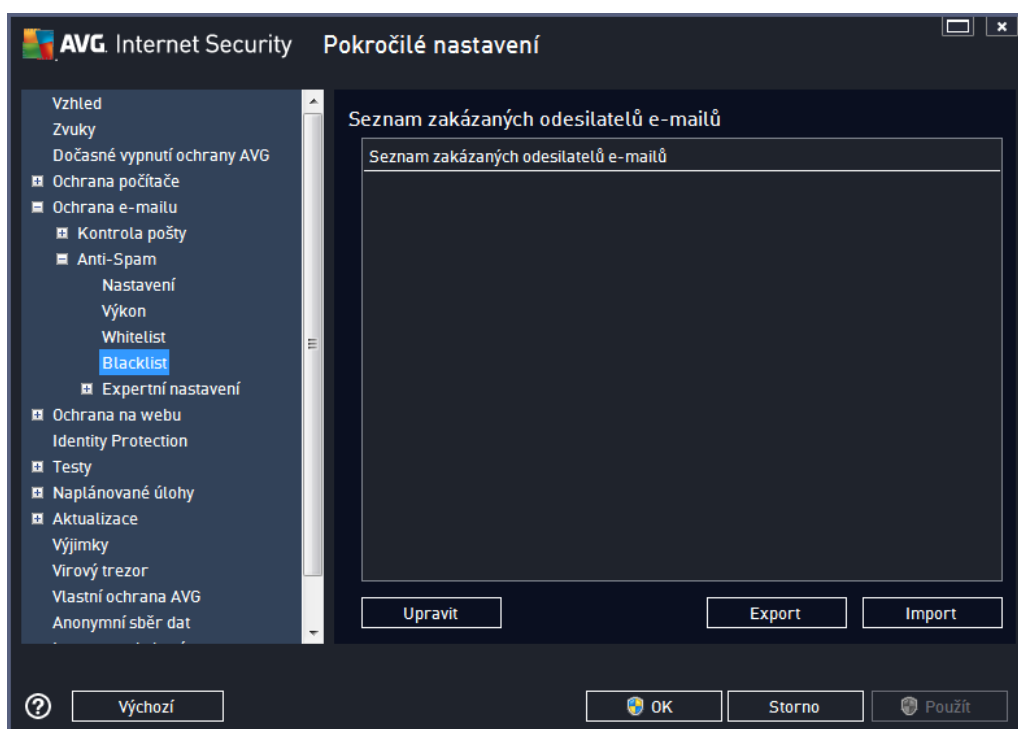 AVG. Internet Security Pokročilé nastavení
Vzhled
Zvuky
Dočasné vypnutí ochrany AVG
Ochrana počítače
Ochrana e-mailu
Kontrola pošty
Anti-Spam
Nastavení
Výkon
Whitelist
Blacklist
Expertní nastavení
Ochrana na webu
Identity Protection
Testy
Naplánované úlohy
Aktualizace
Výjimky
Virový trezor
Vlastní ochrana AVG
Anonymní sběr dat
Seznam zakázaných odesilatelů e-mailů
Seznam zakázaných odesilatelů e-mailů
Upravit Export Import
Výchozí OK Storno Použít